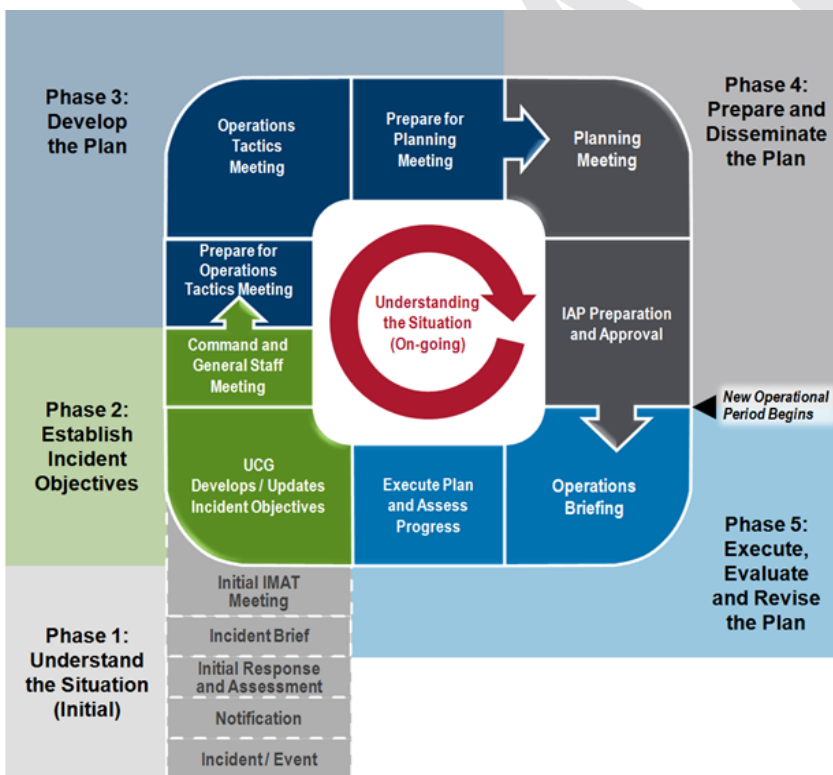 Phase 3:
Develop
the Plan
Operations
Tactics
Meeting
Prepare for
Planning
Meeting
Planning
Meeting
Phase 4:
Prepare and
Disseminate
the Plan
Prepare for
Operations
Tactics Meeting
Understanding
the Situation
(On-going)
IAP Preparation
and Approval
Command and
General Staff
Meeting
New Operational
Period Begins
Phase 2:
Establish
Incident
Objectives
UCG
Develops / Updates
Incident Objectives
Execute Plan
and Assess
Progress
Operations
Briefing
Phase 5:
Execute,
Evaluate
and Revise
the Plan
Phase 1:
Understand
the Situation
(Initial)
Initial IMAT
Meeting
Incident Brief
Initial Response
and Assessment
Notification
Incident / Event